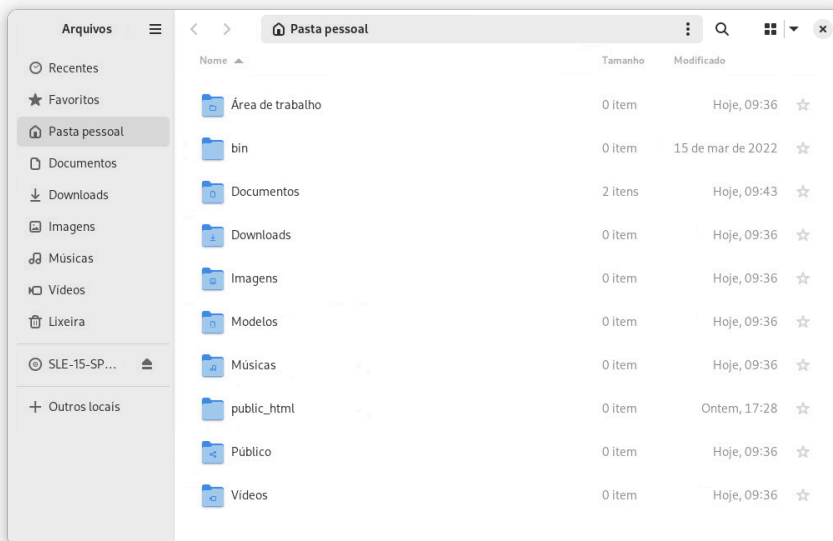 Arquivos
Pasta pessoal
Recentes
Favoritos
Pasta pessoal
Documentos
Downloads
Imagens
Músicas
Vídeos
Lixeira
SLE-15-SP...
Outros locais
Nome Tamanho Modificado
Área de trabalho 0 item Hoje, 09:36
bin 0 item 15 de mar de 2022
Documentos 2 itens Hoje, 09:43
Downloads 0 item Hoje, 09:36
Imagens 0 item Hoje, 09:36
Modelos 0 item Hoje, 09:36
Músicas 0 item Hoje, 09:36
public_html 0 item Ontem, 17:28
Público 0 item Hoje, 09:36
Vídeos 0 item Hoje, 09:36